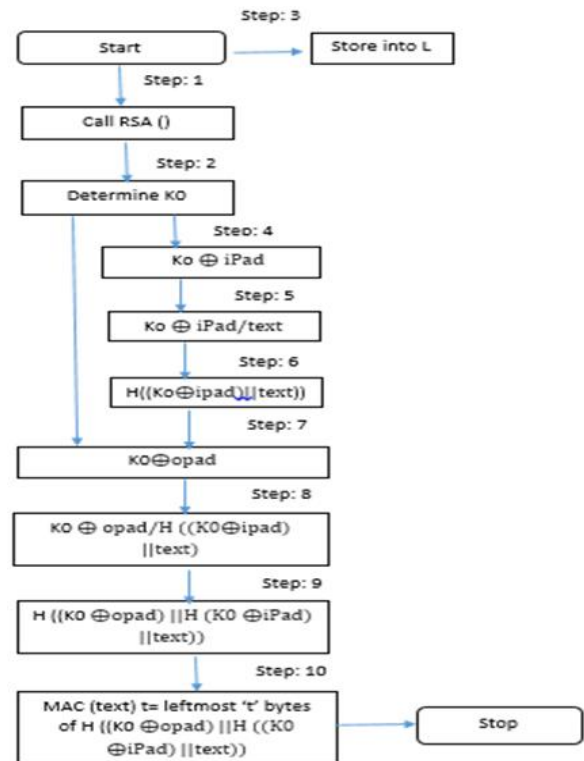 Step: 3
Start
Store into L
Step: 1
Call RSA ()
Step: 2
Determine K0
Step: 4
Ko ⊕ iPad
Step: 5
Ko ⊕ iPad/text
Step: 6
H((Ko⊕ipad)||text))
Step: 7
K0⊕opad
Step: 8
K0 ⊕ opad/H ((K0⊕ipad)
||text)
Step: 9
H ((K0 ⊕opad) ||H (K0 ⊕iPad)
||text))
Step: 10
MAC (text) t= leftmost ‘t’ bytes
of H ((K0 ⊕opad) ||H ((K0
⊕iPad) ||text))
Stop